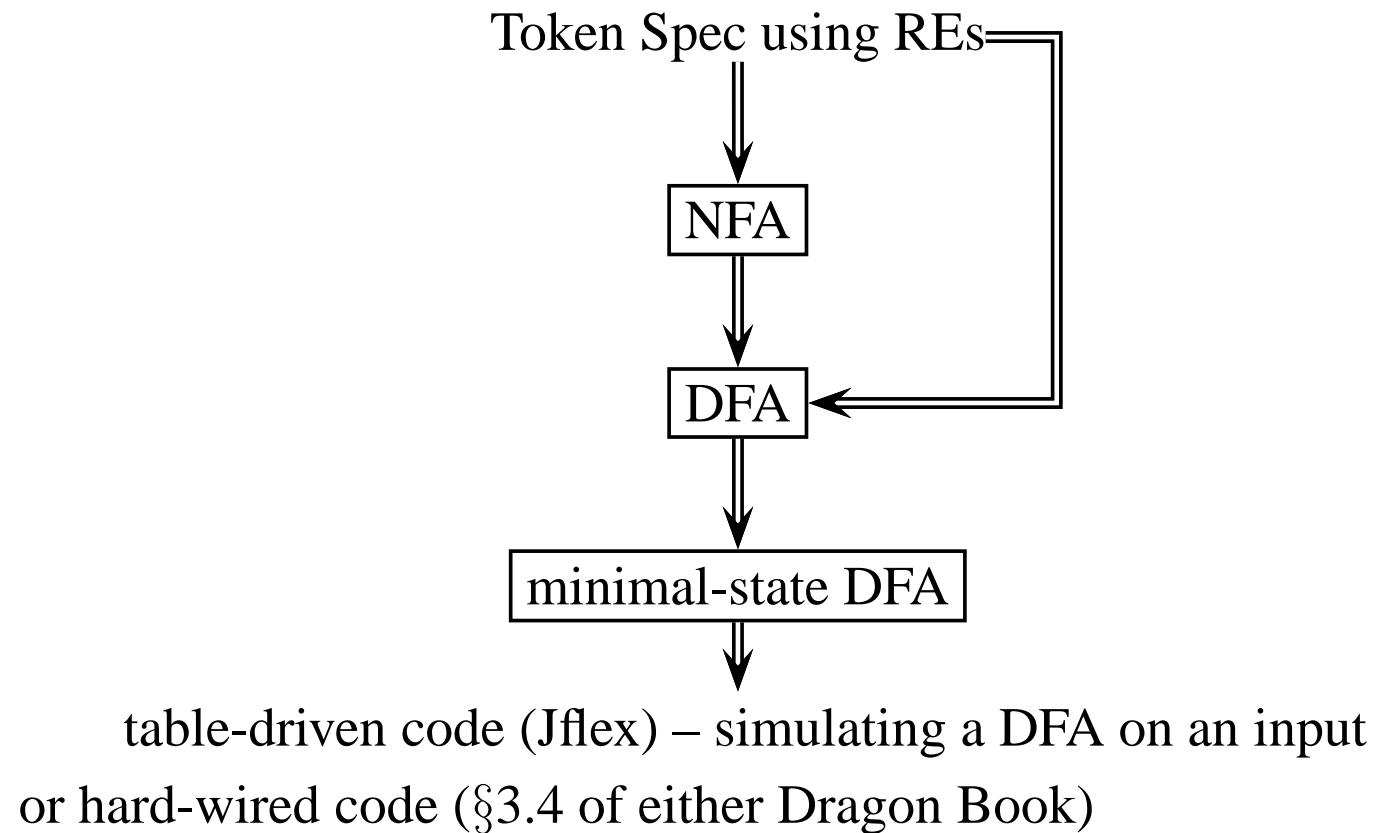 Token Spec using REs
NFA
DFA
minimal-state DFA
table-driven code (Jflex) – simulating a DFA on an input
or hard-wired code (§3.4 of either Dragon Book)